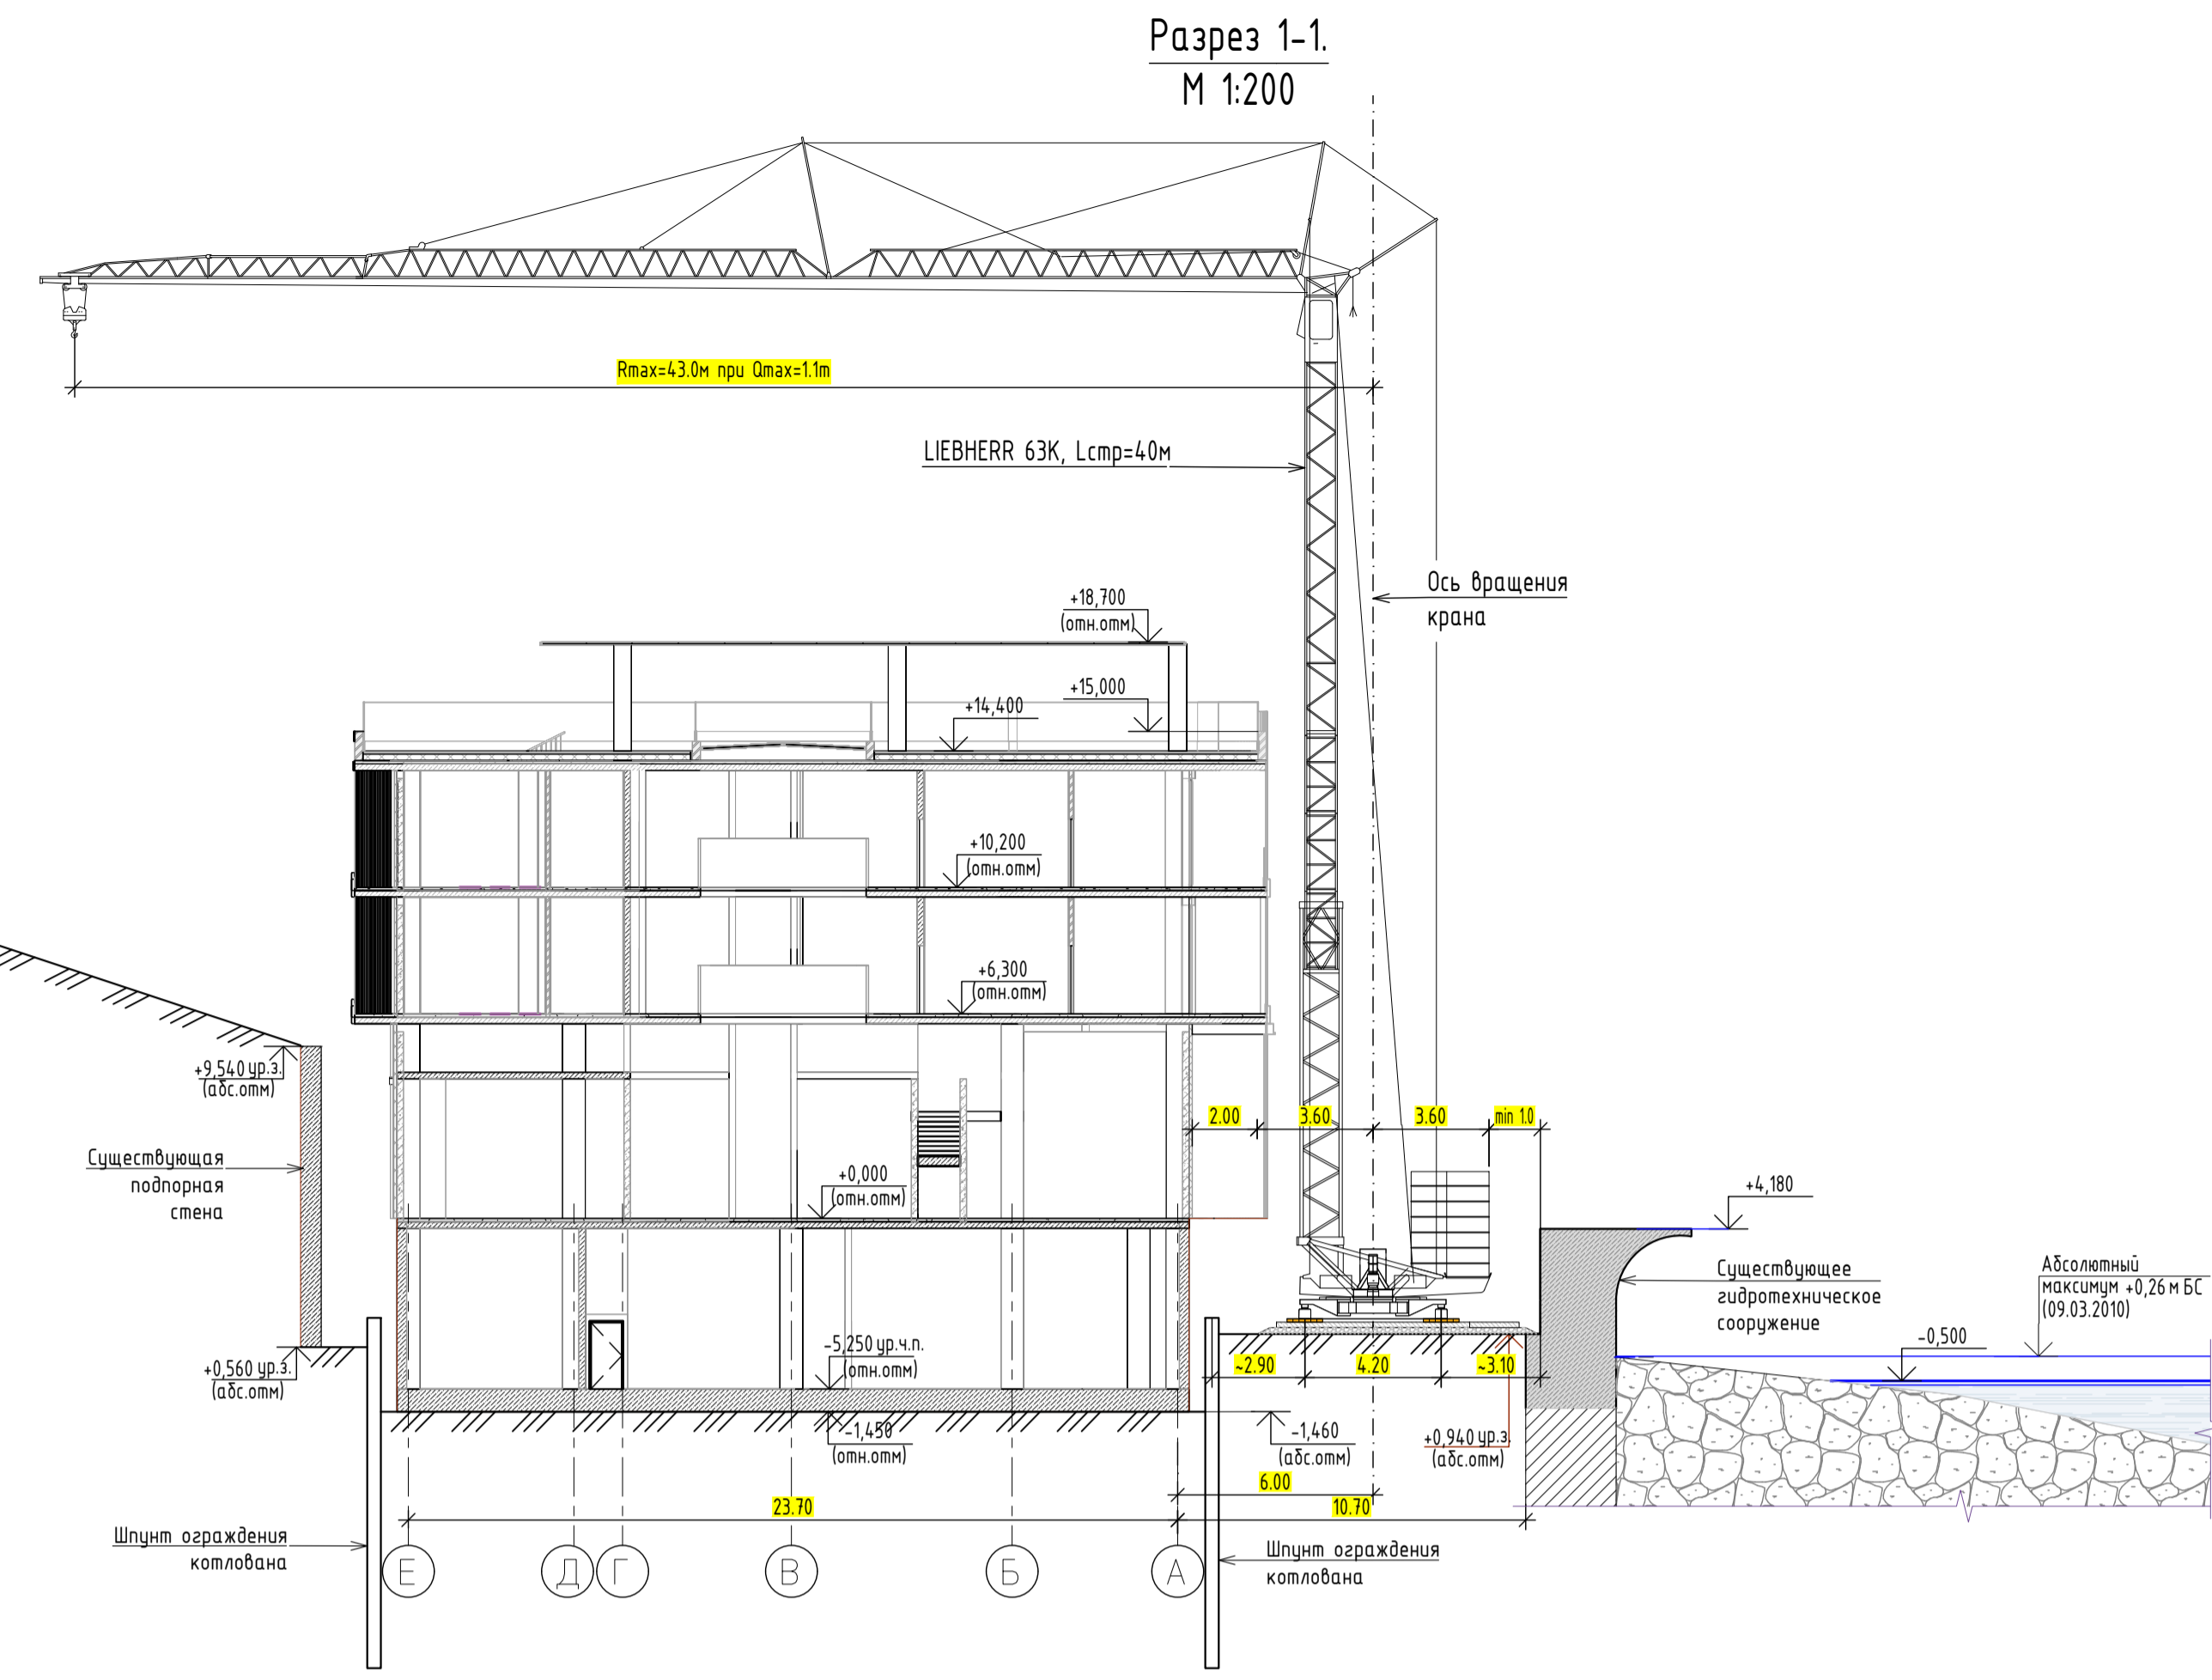 Разрез 1-1.
М 1:200
Rmax=43.0м при Qmax=1.1т
LIEBHERR 63K, Lстр=40м
Ось вращения
крана
+18,700
(отн.отм)
+15,000
+14,400
+10,200
(отн.отм)
+6,300
(отн.отм)
+9,540 ур.з.
(абс.отм)
2.00
3.60
3.60
min 1.0
Существующая
подпорная
стена
+0,000
(отн.отм)
+4,180
Существующее
гидротехническое
сооружение
Абсолютный
максимум +0,26 м БС
(09.03.2010)
-0,500
-5,250 ур.ч.п.
(отн.отм)
+0,560 ур.з.
(абс.отм)
~2.90
4.20
~3.10
-1,450
(отн.отм)
-1,460
(абс.отм)
+0,940 ур.з.
(абс.отм)
6.00
23.70
10.70
Шпунт ограждения
котлована
Шпунт ограждения
котлована
Е
Д
Г
В
Б
А